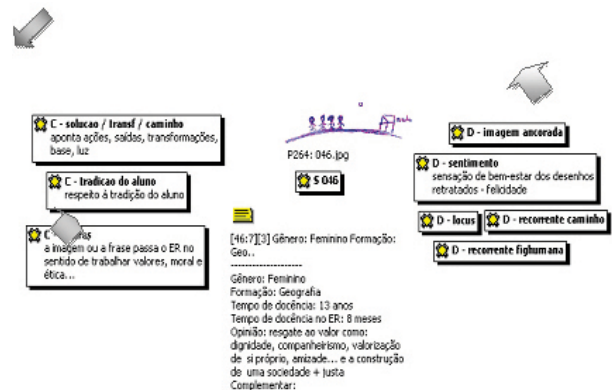 C - solucao / transf / caminho
aponta ações, saídas, transformações,
base, luz
C - tradicao do aluno
respeito á tradição do aluno
C
a imagem ou a frase passa o ER no
sentido de trabalhar valores, moral e
ética...
P264: 046.jpg
S 046
[46:7][3] Gênero: Feminino Formação:
Geo..
--------------------
Gênero: Feminino
Formação: Geografia
Tempo de docência: 13 anos
Tempo de docência no ER: 8 meses
Opinião: resgate ao valor como:
dignidade, companheirismo, valorização
de si próprio, amizade... e a construção
de uma sociedade + justa
Complementar:
D - imagem ancorada
D - sentimento
sensação de bem-estar dos desenhos
retratados - felicidade
D - locus
D - recorrente caminho
D - recorrente fighumana